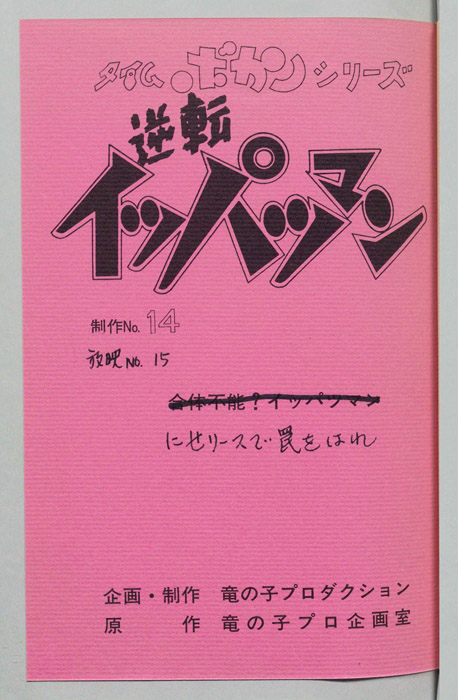 タイムボカンシリーズ
逆転
イッパツマン
制作No. 14
放映No. 15
合体不能?イッパツマン
にせリースで罠をはれ
企画・制作 竜の子プロダクション
原 作 竜の子プロ企画室